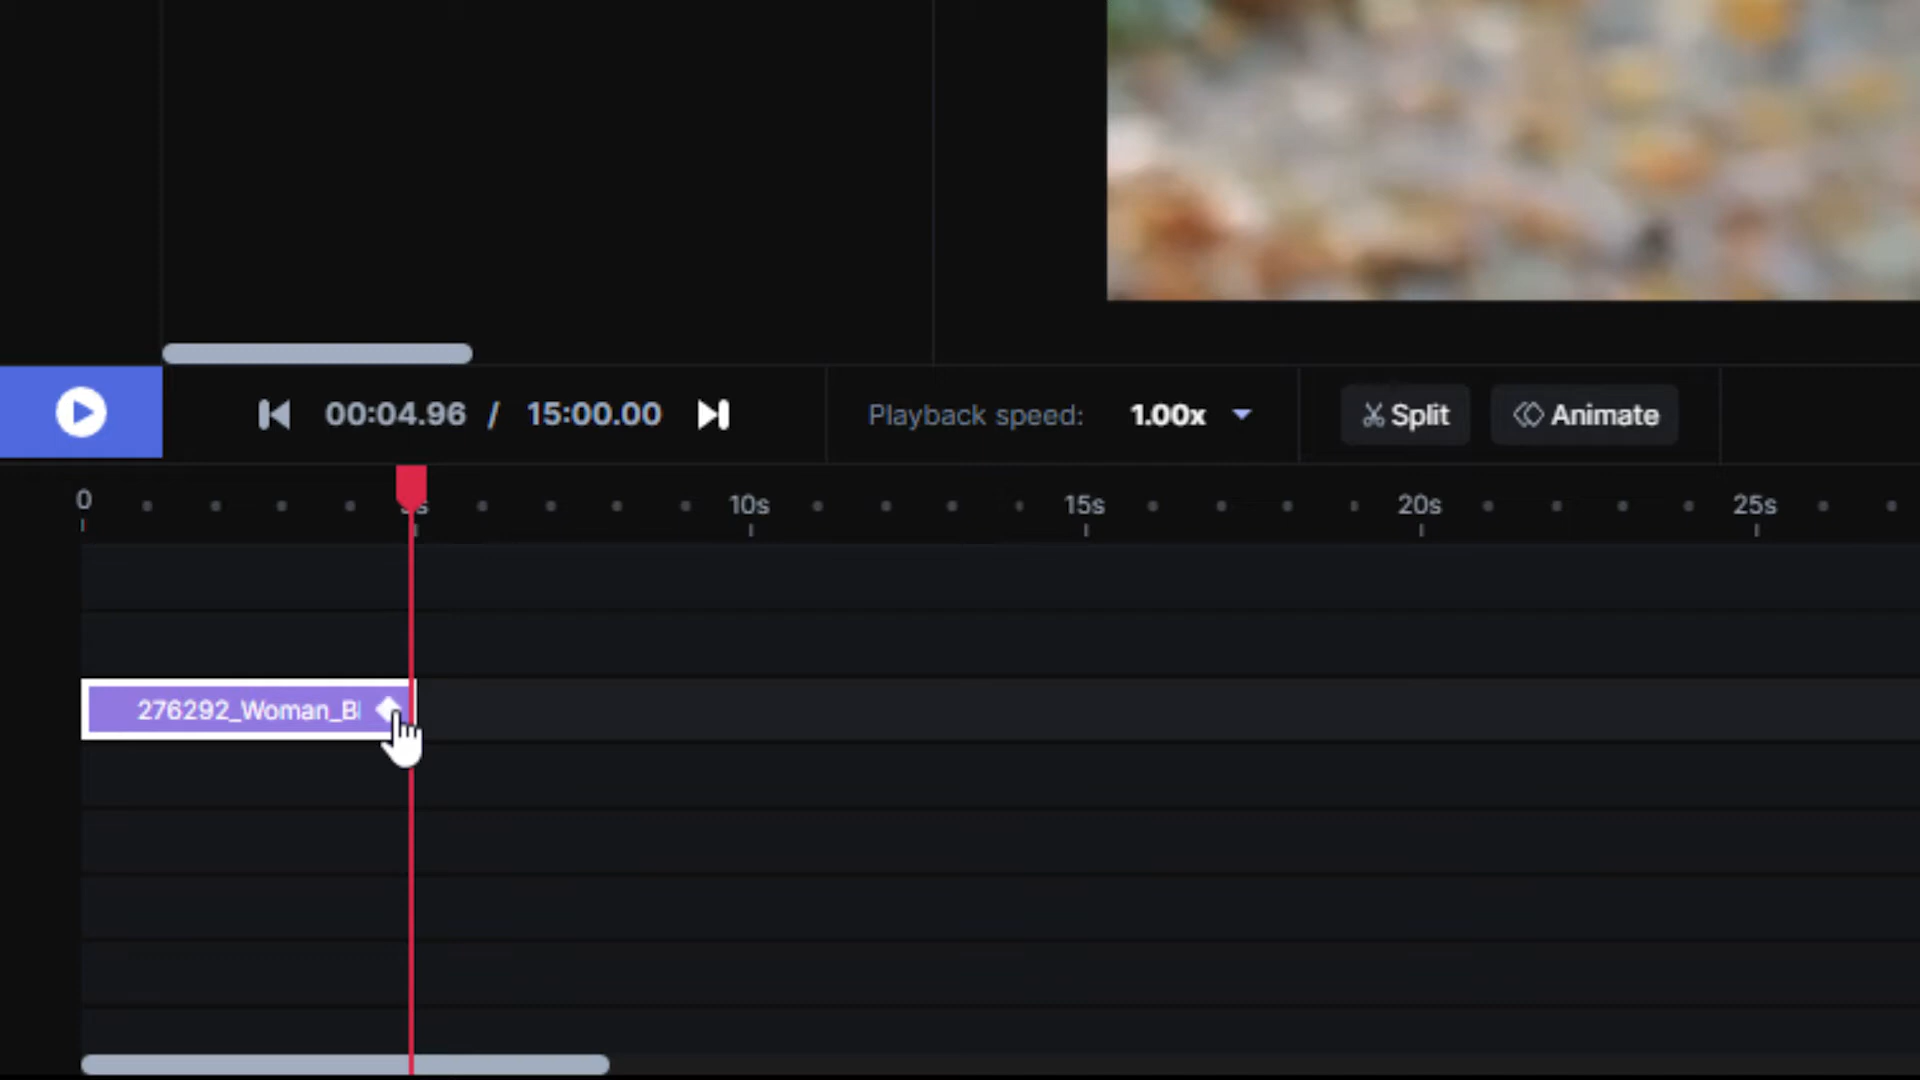 00:04.96 / 15:00.00 Playback speed: 1.00x Split Animate
0 10s 15s 20s 25s
276292_Woman_B